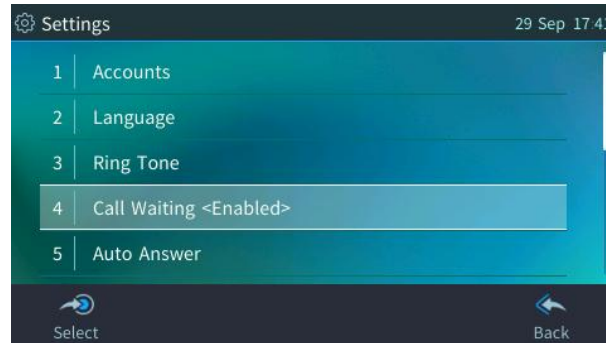 Settings
29 Sep 17:41
1 Accounts
2 Language
3 Ring Tone
4 Call Waiting <Enabled>
5 Auto Answer
Select
Back